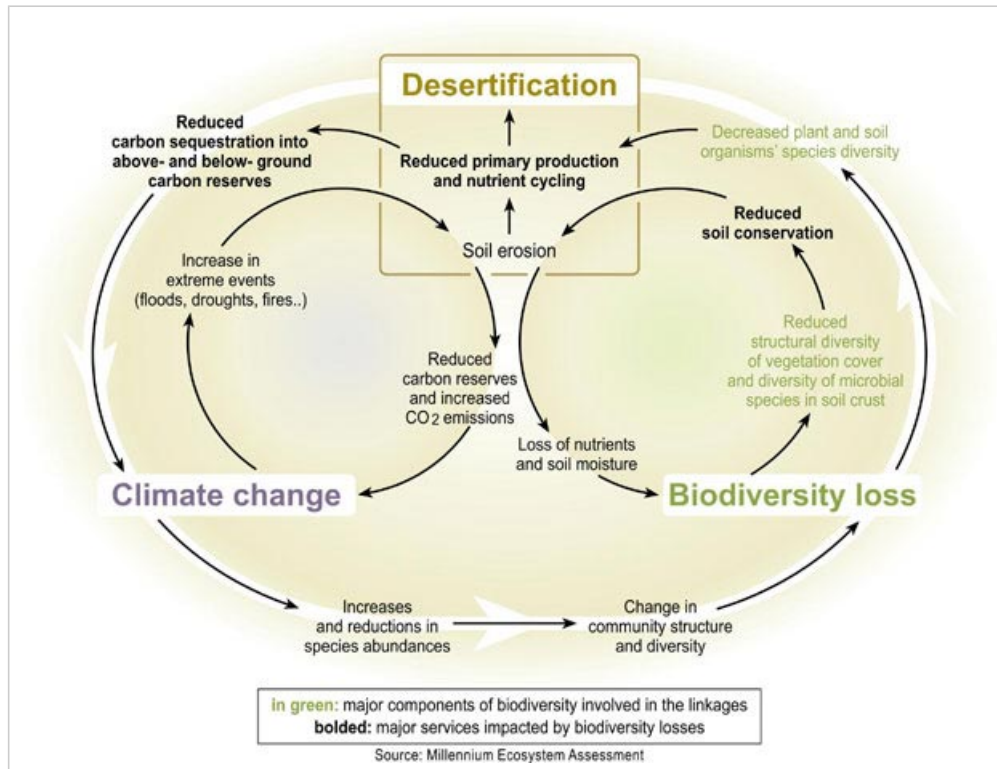 Desertification
Reduced
carbon sequestration into
above- and below- ground
carbon reserves
Reduced primary production
and nutrient cycling
Decreased plant and soil
organisms' species diversity
Reduced
soil conservation
Soil erosion
Increase in
extreme events
(floods, droughts, fires..)
Reduced
structural diversity
of vegetation cover
and diversity of microbial
species in soil crust
Reduced
carbon reserves
and increased
CO2 emissions
Loss of nutrients
and soil moisture
Climate change
Biodiversity loss
Increases
and reductions in
species abundances
Change in
community structure
and diversity
in green: major components of biodiversity involved in the linkages
bolded: major services impacted by biodiversity losses
Source: Millennium Ecosystem Assessment